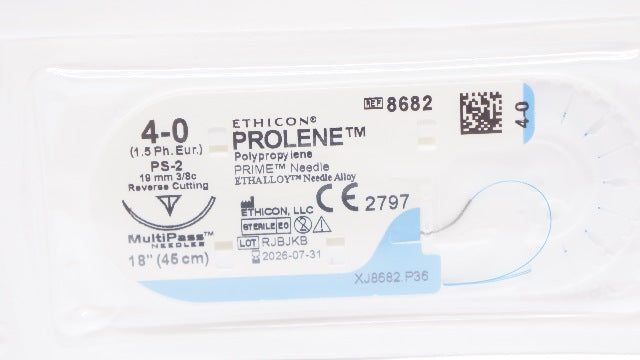 4-0
(1.5 Ph. Eur.)
PS-2
19 mm 3/8c
Reverse Cutting
MultiPass™
NEEDLES
18" (45 cm)
REF 8682
ETHICON®
PROLENE™
Polypropylene
PRIME™ Needle
ETHALLOY™ Needle Alloy
CE 2797
ETHICON, LLC
STERILE EO
LOT RJBJKB
2026-07-31
XJ8682.P36
4-0